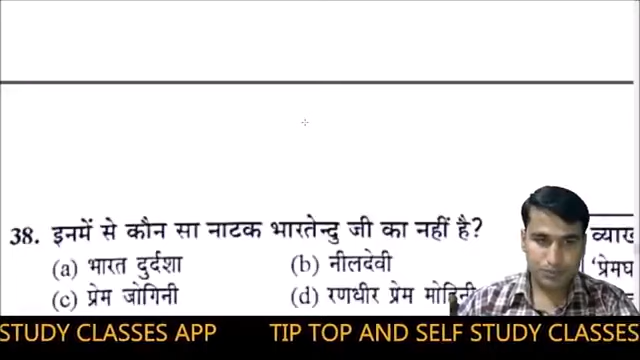 38. इनमें से कौन सा नाटक भारतेन्दु जी का नहीं है?
(a) भारत दुर्दशा (b) नीलदेवी
(c) प्रेम जोगिनी (d) रणधीर प्रेम मोहिनी
STUDY CLASSES APP TIP TOP AND SELF STUDY CLASSES